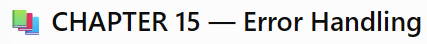 📚 CHAPTER 15 — Error Handling